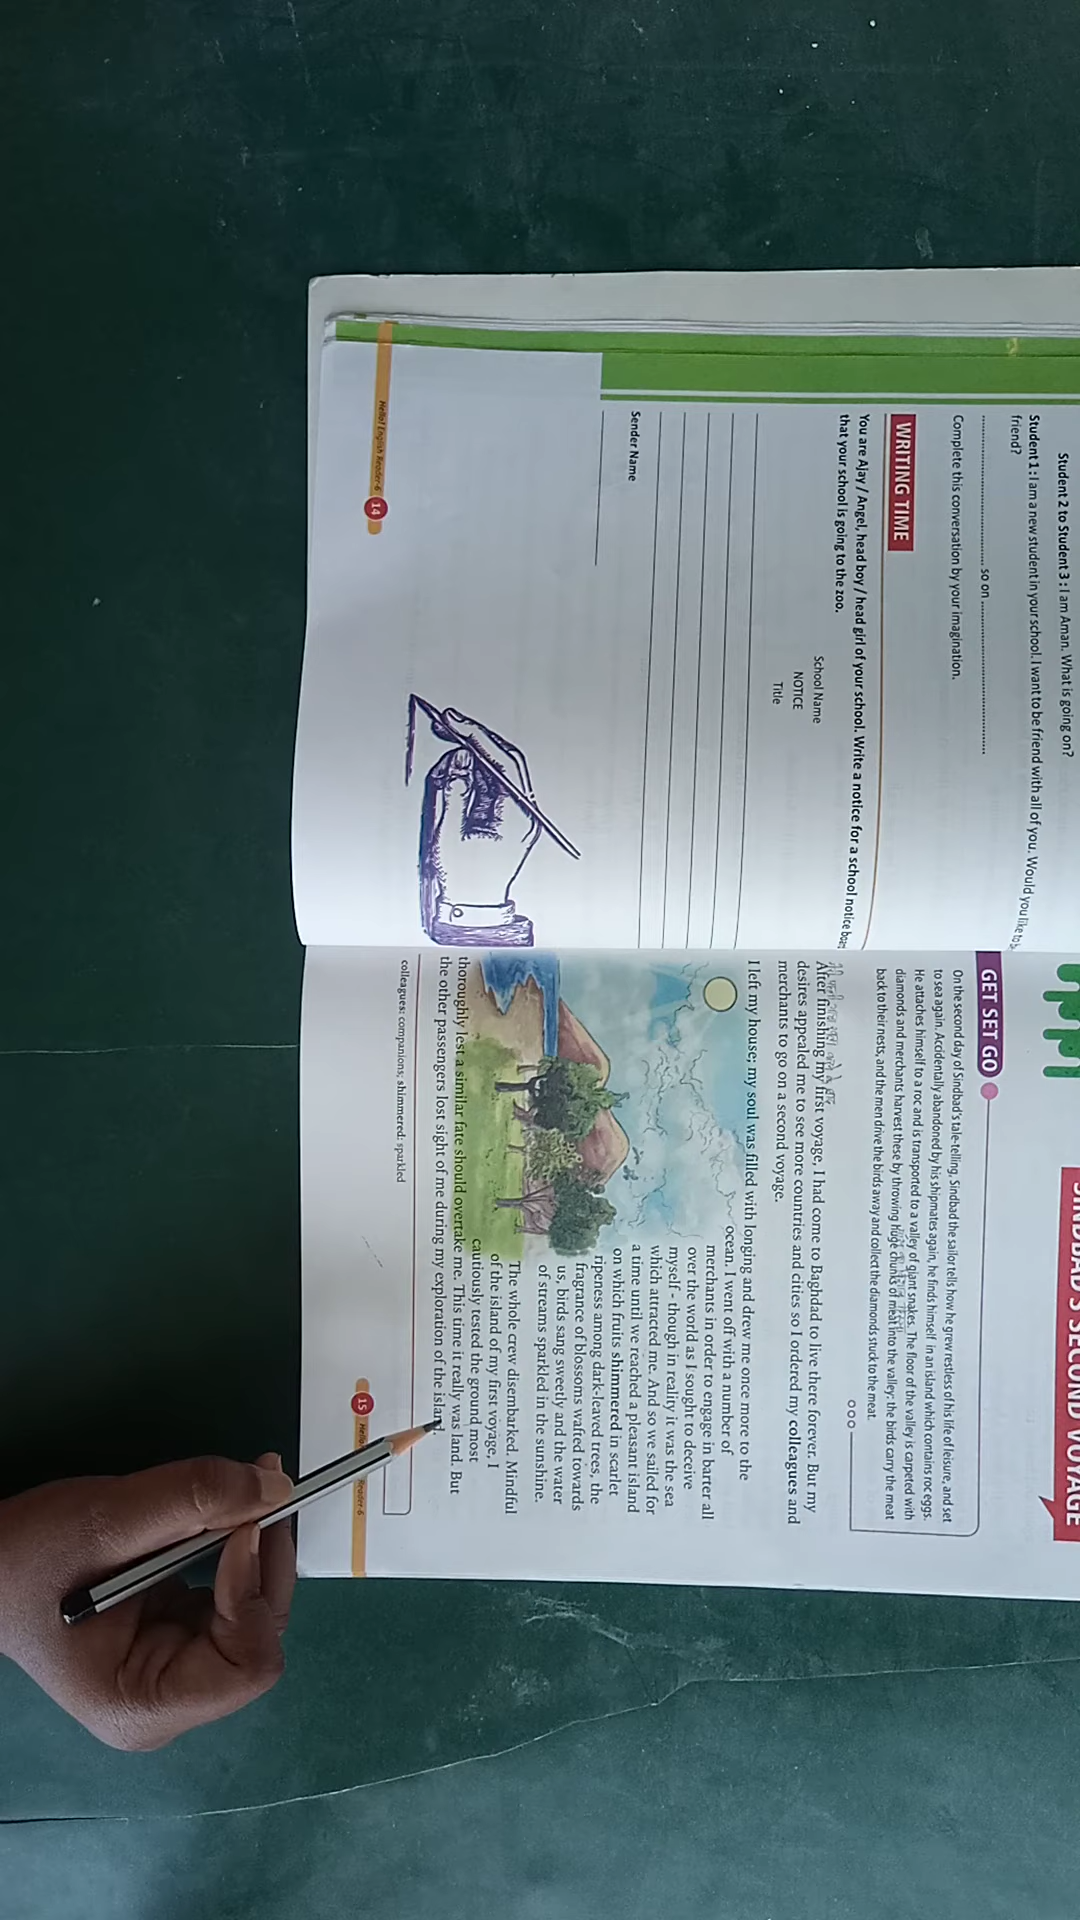 Student 2 to Student 3 : I am Aman. What is going on?
Student 1 : I am a new student in your school. I want to be friend with all of you. Would you like to
friend?
........................................ so on ........................................
Complete this conversation by your imagination.
WRITING TIME
You are Ajay / Angel, head boy / head girl of your school. Write a notice for a school notice
that your school is going to the zoo.
School Name
NOTICE
Title
Sender Name
Hello! English Reader-6 14
SINDBAD'S SECOND VOYAGE
GET SET GO
On the second day of Sindbad's tale-telling, Sindbad the sailor tells how he grew restless of his life of leisure, and set
to sea again. Accidentally abandoned by his shipmates again, he finds himself in an island which contains roc eggs.
He attaches himself to a roc and is transported to a valley of giant snakes. The floor of the valley is carpeted with
diamonds and merchants harvest these by throwing huge chunks of meat into the valley: the birds carry the meat
back to their nests, and the men drive the birds away and collect the diamonds stuck to the meat.
After finishing my first voyage, I had come to Baghdad to live there forever. But my
desires appealed me to see more countries and cities so I ordered my colleagues and
merchants to go on a second voyage.
I left my house; my soul was filled with longing and drew me once more to the
ocean. I went off with a number of
merchants in order to engage in barter all
over the world as I sought to deceive
myself - though in reality it was the sea
which attracted me. And so we sailed for
a time until we reached a pleasant island
on which fruits shimmered in scarlet
ripeness among dark-leaved trees, the
fragrance of blossoms wafted towards
us, birds sang sweetly and the water
of streams sparkled in the sunshine.
The whole crew disembarked. Mindful
of the island of my first voyage, I
cautiously tested the ground most
thoroughly lest a similar fate should overtake me. This time it really was land. But
the other passengers lost sight of me during my exploration of the island.
colleagues: companions; shimmered: sparkled
15 Hello Reader-6